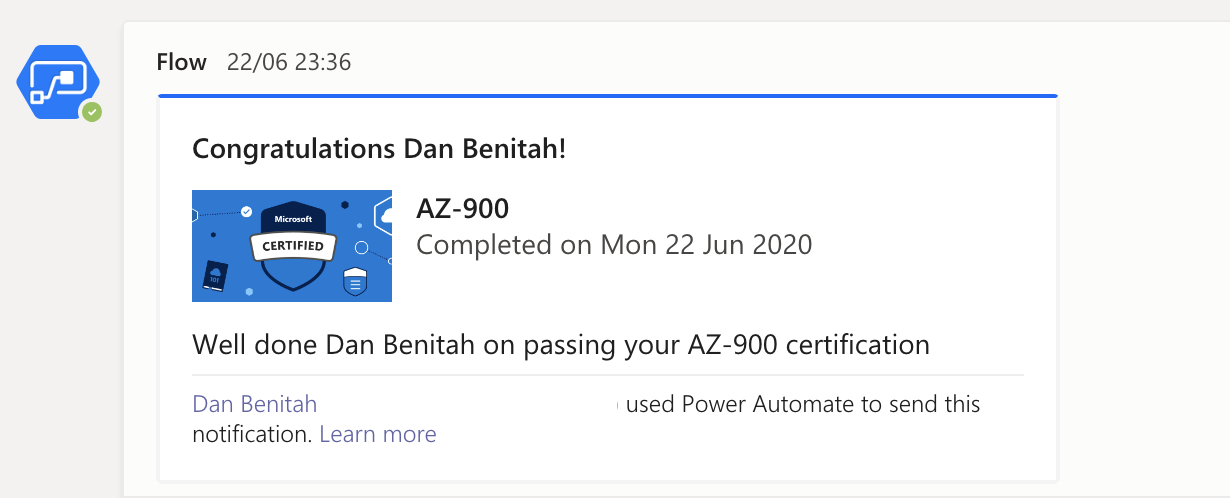 Flow 22/06 23:36
Congratulations Dan Benitah!
Microsoft
CERTIFIED
101
AZ-900
Completed on Mon 22 Jun 2020
Well done Dan Benitah on passing your AZ-900 certification
Dan Benitah used Power Automate to send this
notification. Learn more